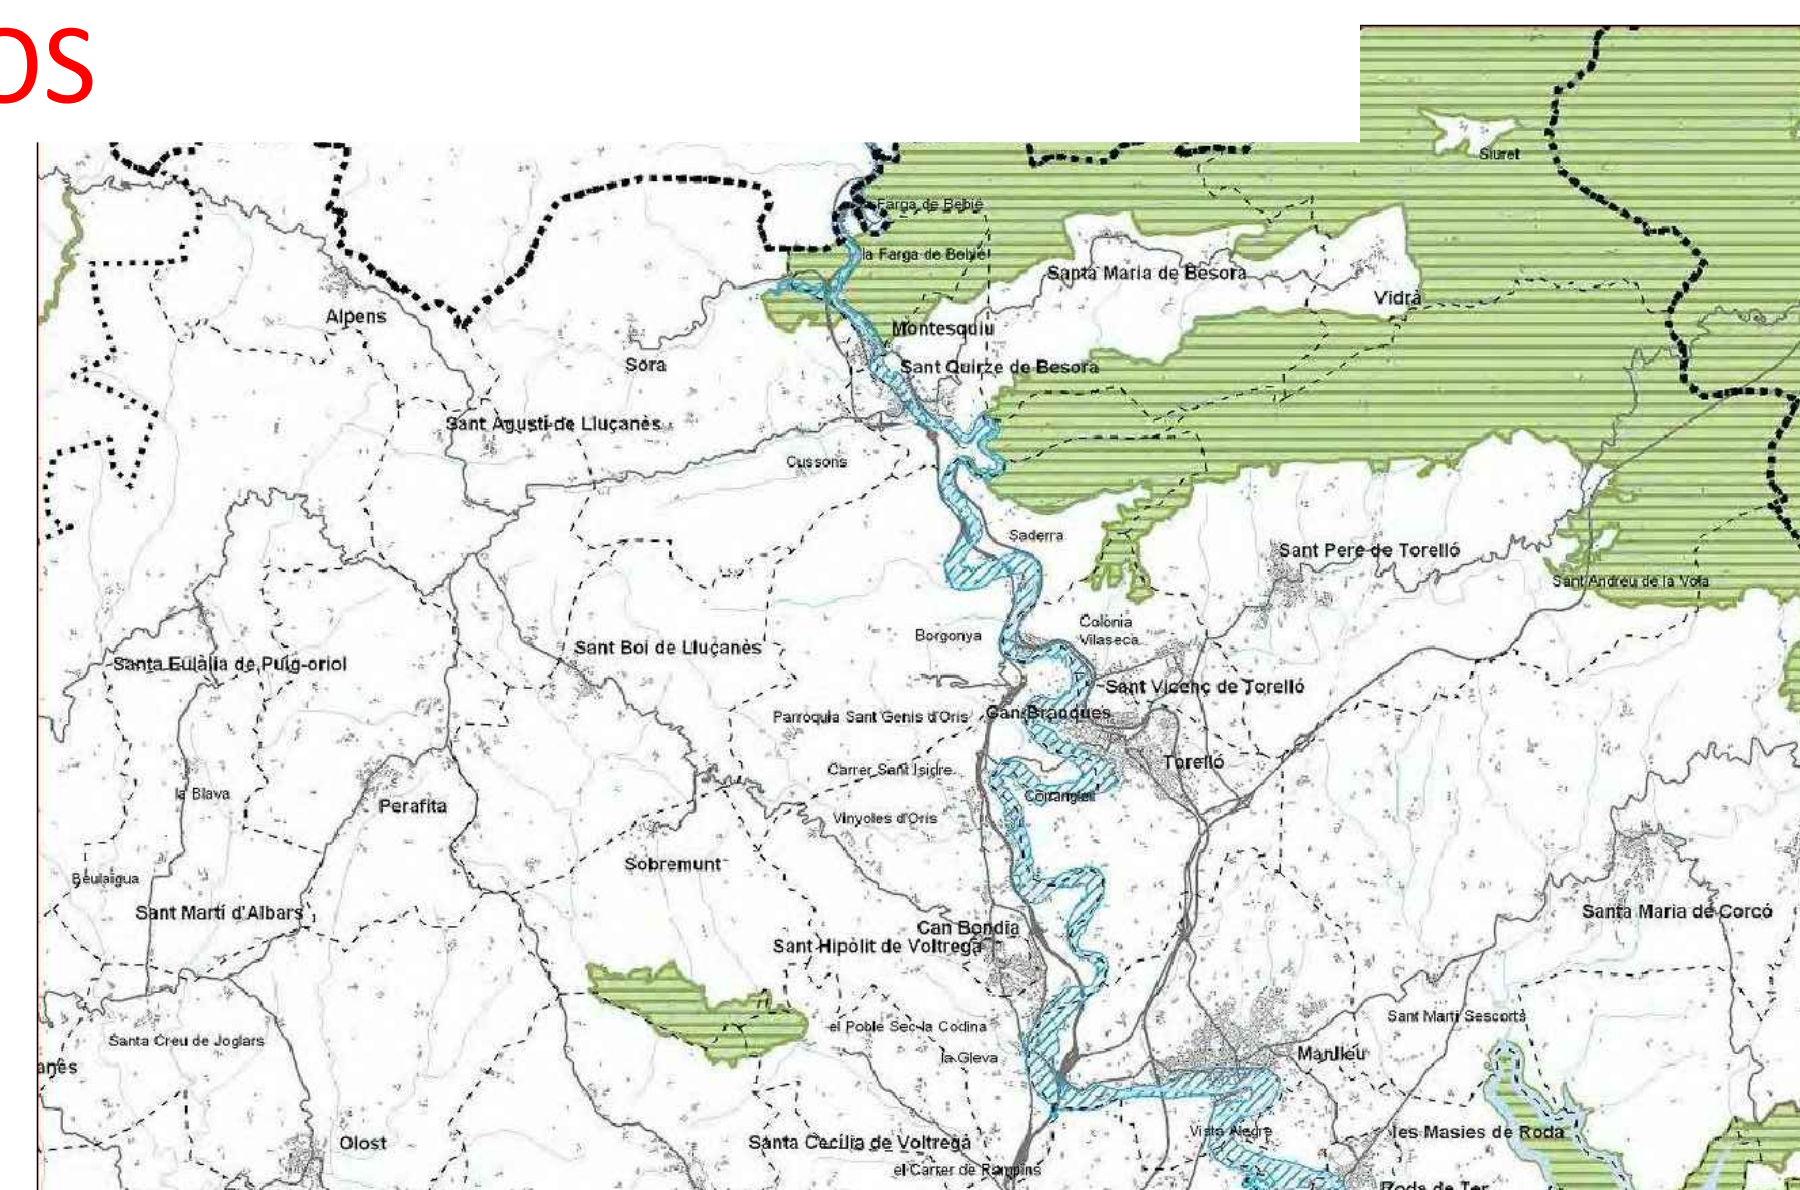 OS
Siuret
Farga de Bebié
la Farga de Bebié
Santa Maria de Besora
Vidrà
Alpens
Montesquiu
Sora
Sant Quirze de Besora
Sant Agustí de Lluçanès
Cussons
Saderra
Sant Pere de Torelló
Sant Andreu de la Vola
Colònia
Vilaseca
Borgonya
Sant Boi de Lluçanès
Santa Eulàlia de Puig-oriol
Sant Vicenç de Torelló
Parroquia Sant Genis d'Orís
Can Branques
Torelló
Carrer Sant Isidre
la Blava
Conanglell
Perafita
Vinyoles d'Orís
Sobremunt
Beulaigua
Sant Martí d'Albars
Santa Maria de Corcó
Can Bondia
Sant Hipòlit de Voltregà
Sant Martí Sescorts
el Poble Sec-la Codina
Santa Creu de Joglars
Manlleu
la Gleva
anès
Vista Alegre
les Masies de Roda
Olost
Santa Cecília de Voltregà
el Carrer de Rampins
Roda de Ter